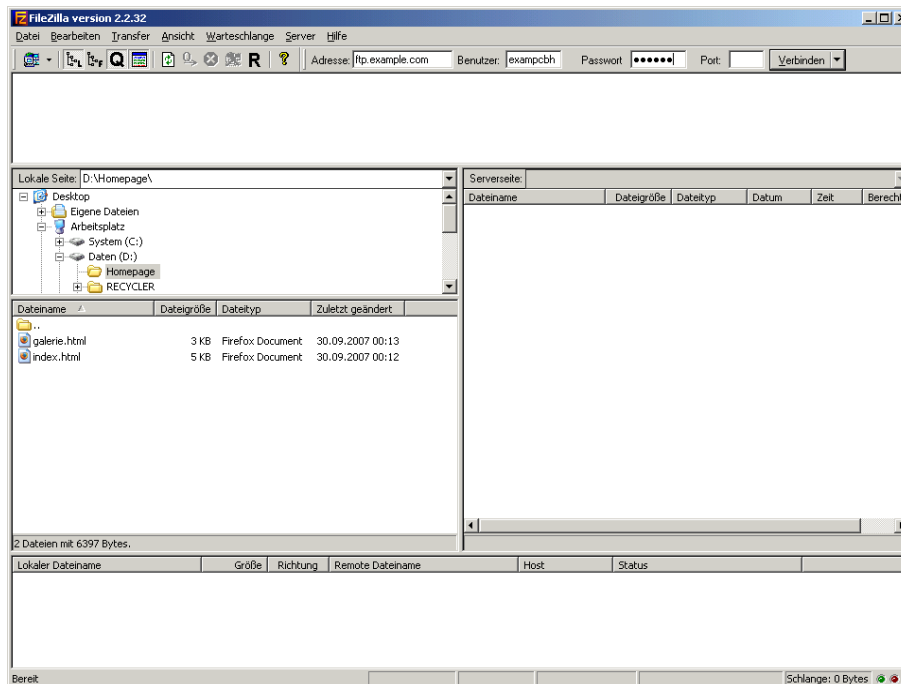 FileZilla version 2.2.32
Datei Bearbeiten Transfer Ansicht Warteschlange Server Hilfe
R ? Adresse: ftp.example.com Benutzer: exampcbh Passwort ●●●●●● Port: Verbinden
Lokale Seite: D:\Homepage\
Desktop
Eigene Dateien
Arbeitsplatz
System (C:)
Daten (D:)
Homepage
RECYCLER
Dateiname Dateigröße Dateityp Zuletzt geändert
..
galerie.html 3 KB Firefox Document 30.09.2007 00:13
index.html 5 KB Firefox Document 30.09.2007 00:12
2 Dateien mit 6397 Bytes.
Serverseite:
Dateiname Dateigröße Dateityp Datum Zeit Berecht
Lokaler Dateiname Größe Richtung Remote Dateiname Host Status
Bereit Schlange: 0 Bytes